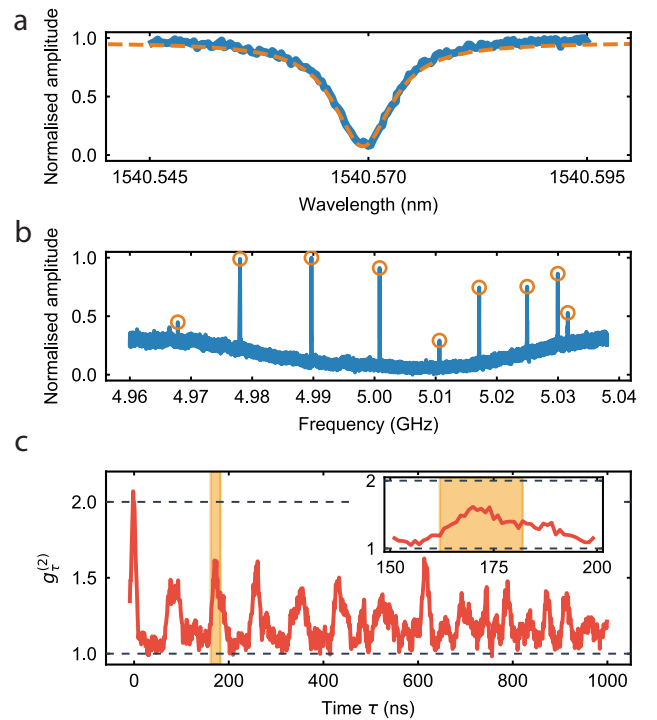 a
Normalised amplitude
1.0
0.5
0.0
1540.545 1540.570 1540.595
Wavelength (nm)
b
Normalised amplitude
1.0
0.5
0.0
4.96 4.97 4.98 4.99 5.00 5.01 5.02 5.03 5.04
Frequency (GHz)
c
g_τ^{(2)}
2.0
1.5
1.0
2
1
150 175 200
0 200 400 600 800 1000
Time τ (ns)